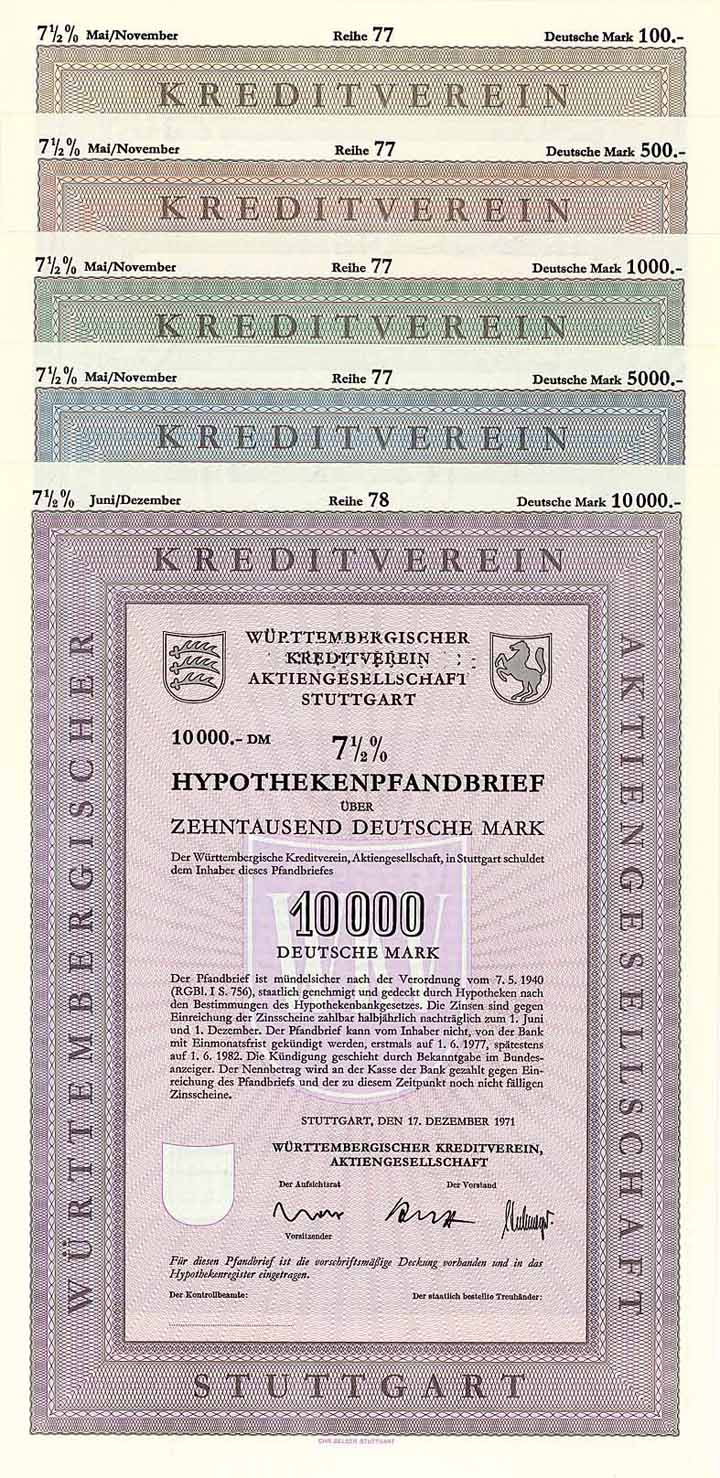 7½% Mai/November Reihe 77 Deutsche Mark 100.-
KREDITVEREIN
7½% Mai/November Reihe 77 Deutsche Mark 500.-
KREDITVEREIN
7½% Mai/November Reihe 77 Deutsche Mark 1000.-
KREDITVEREIN
7½% Mai/November Reihe 77 Deutsche Mark 5000.-
KREDITVEREIN
7½% Juni/Dezember Reihe 78 Deutsche Mark 10 000.-
KREDITVEREIN
WÜRTTEMBERGISCHER
AKTIENGESELLSCHAFT
WÜRTTEMBERGISCHER
KREDITVEREIN
AKTIENGESELLSCHAFT
STUTTGART
10 000.- DM 7½%
HYPOTHEKENPFANDBRIEF
ÜBER
ZEHNTAUSEND DEUTSCHE MARK
Der Württembergische Kreditverein, Aktiengesellschaft, in Stuttgart schuldet
dem Inhaber dieses Pfandbriefes
WKV
10 000
DEUTSCHE MARK
Der Pfandbrief ist mündelsicher nach der Verordnung vom 7. 5. 1940
(RGBl. I S. 756), staatlich genehmigt und gedeckt durch Hypotheken nach
den Bestimmungen des Hypothekenbankgesetzes. Die Zinsen sind gegen
Einreichung der Zinsscheine zahlbar halbjährlich nachträglich zum 1. Juni
und 1. Dezember. Der Pfandbrief kann vom Inhaber nicht, von der Bank
mit Einmonatsfrist gekündigt werden, erstmals auf 1. 6. 1977, spätestens
auf 1. 6. 1982. Die Kündigung geschieht durch Bekanntgabe im Bundes-
anzeiger. Der Nennbetrag wird an der Kasse der Bank gezahlt gegen Ein-
reichung des Pfandbriefs und der zu diesem Zeitpunkt noch nicht fälligen
Zinsscheine.
STUTTGART, DEN 17. DEZEMBER 1971
WÜRTTEMBERGISCHER KREDITVEREIN,
AKTIENGESELLSCHAFT
Der Aufsichtsrat Der Vorstand
Vorsitzender
Für diesen Pfandbrief ist die vorschriftsmäßige Deckung vorhanden und in das
Hypothekenregister eingetragen.
Der Kontrollbeamte: Der staatlich bestellte Treuhänder:
STUTTGART
CHR. BELSER STUTTGART